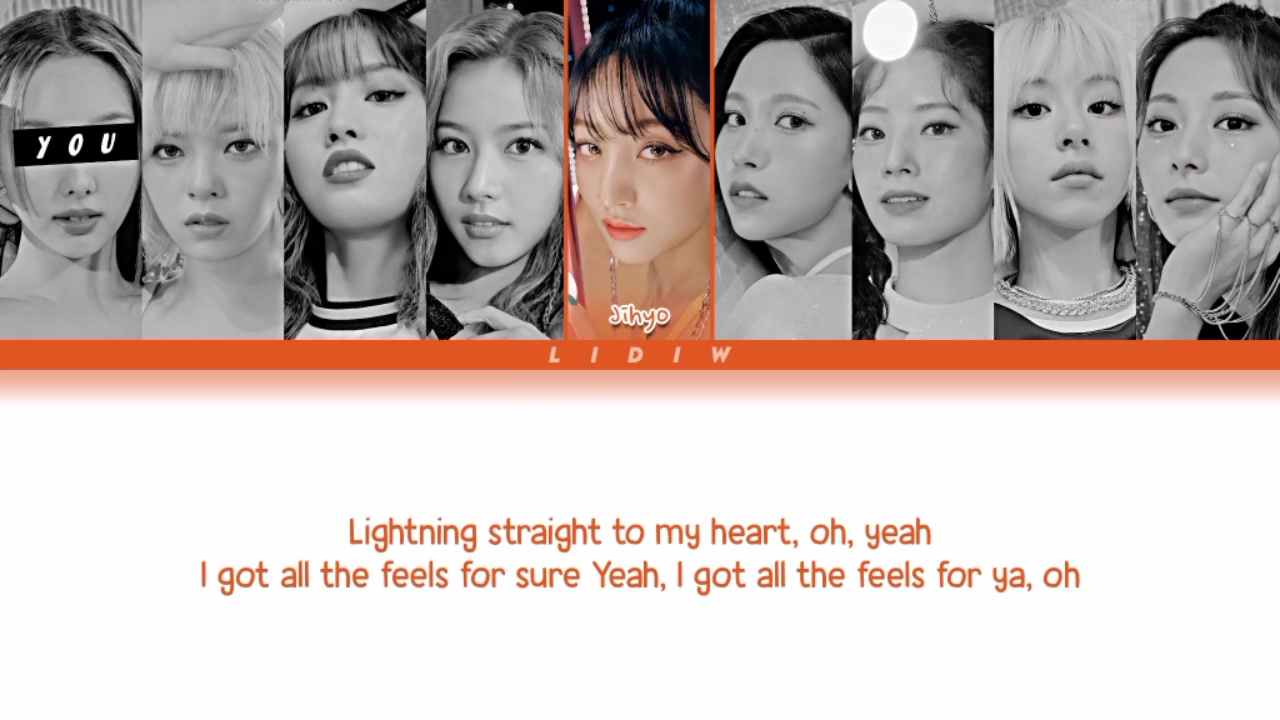 YOU
Jihyo
LIDIW
Lightning straight to my heart, oh, yeah
I got all the feels for sure Yeah, I got all the feels for ya, oh